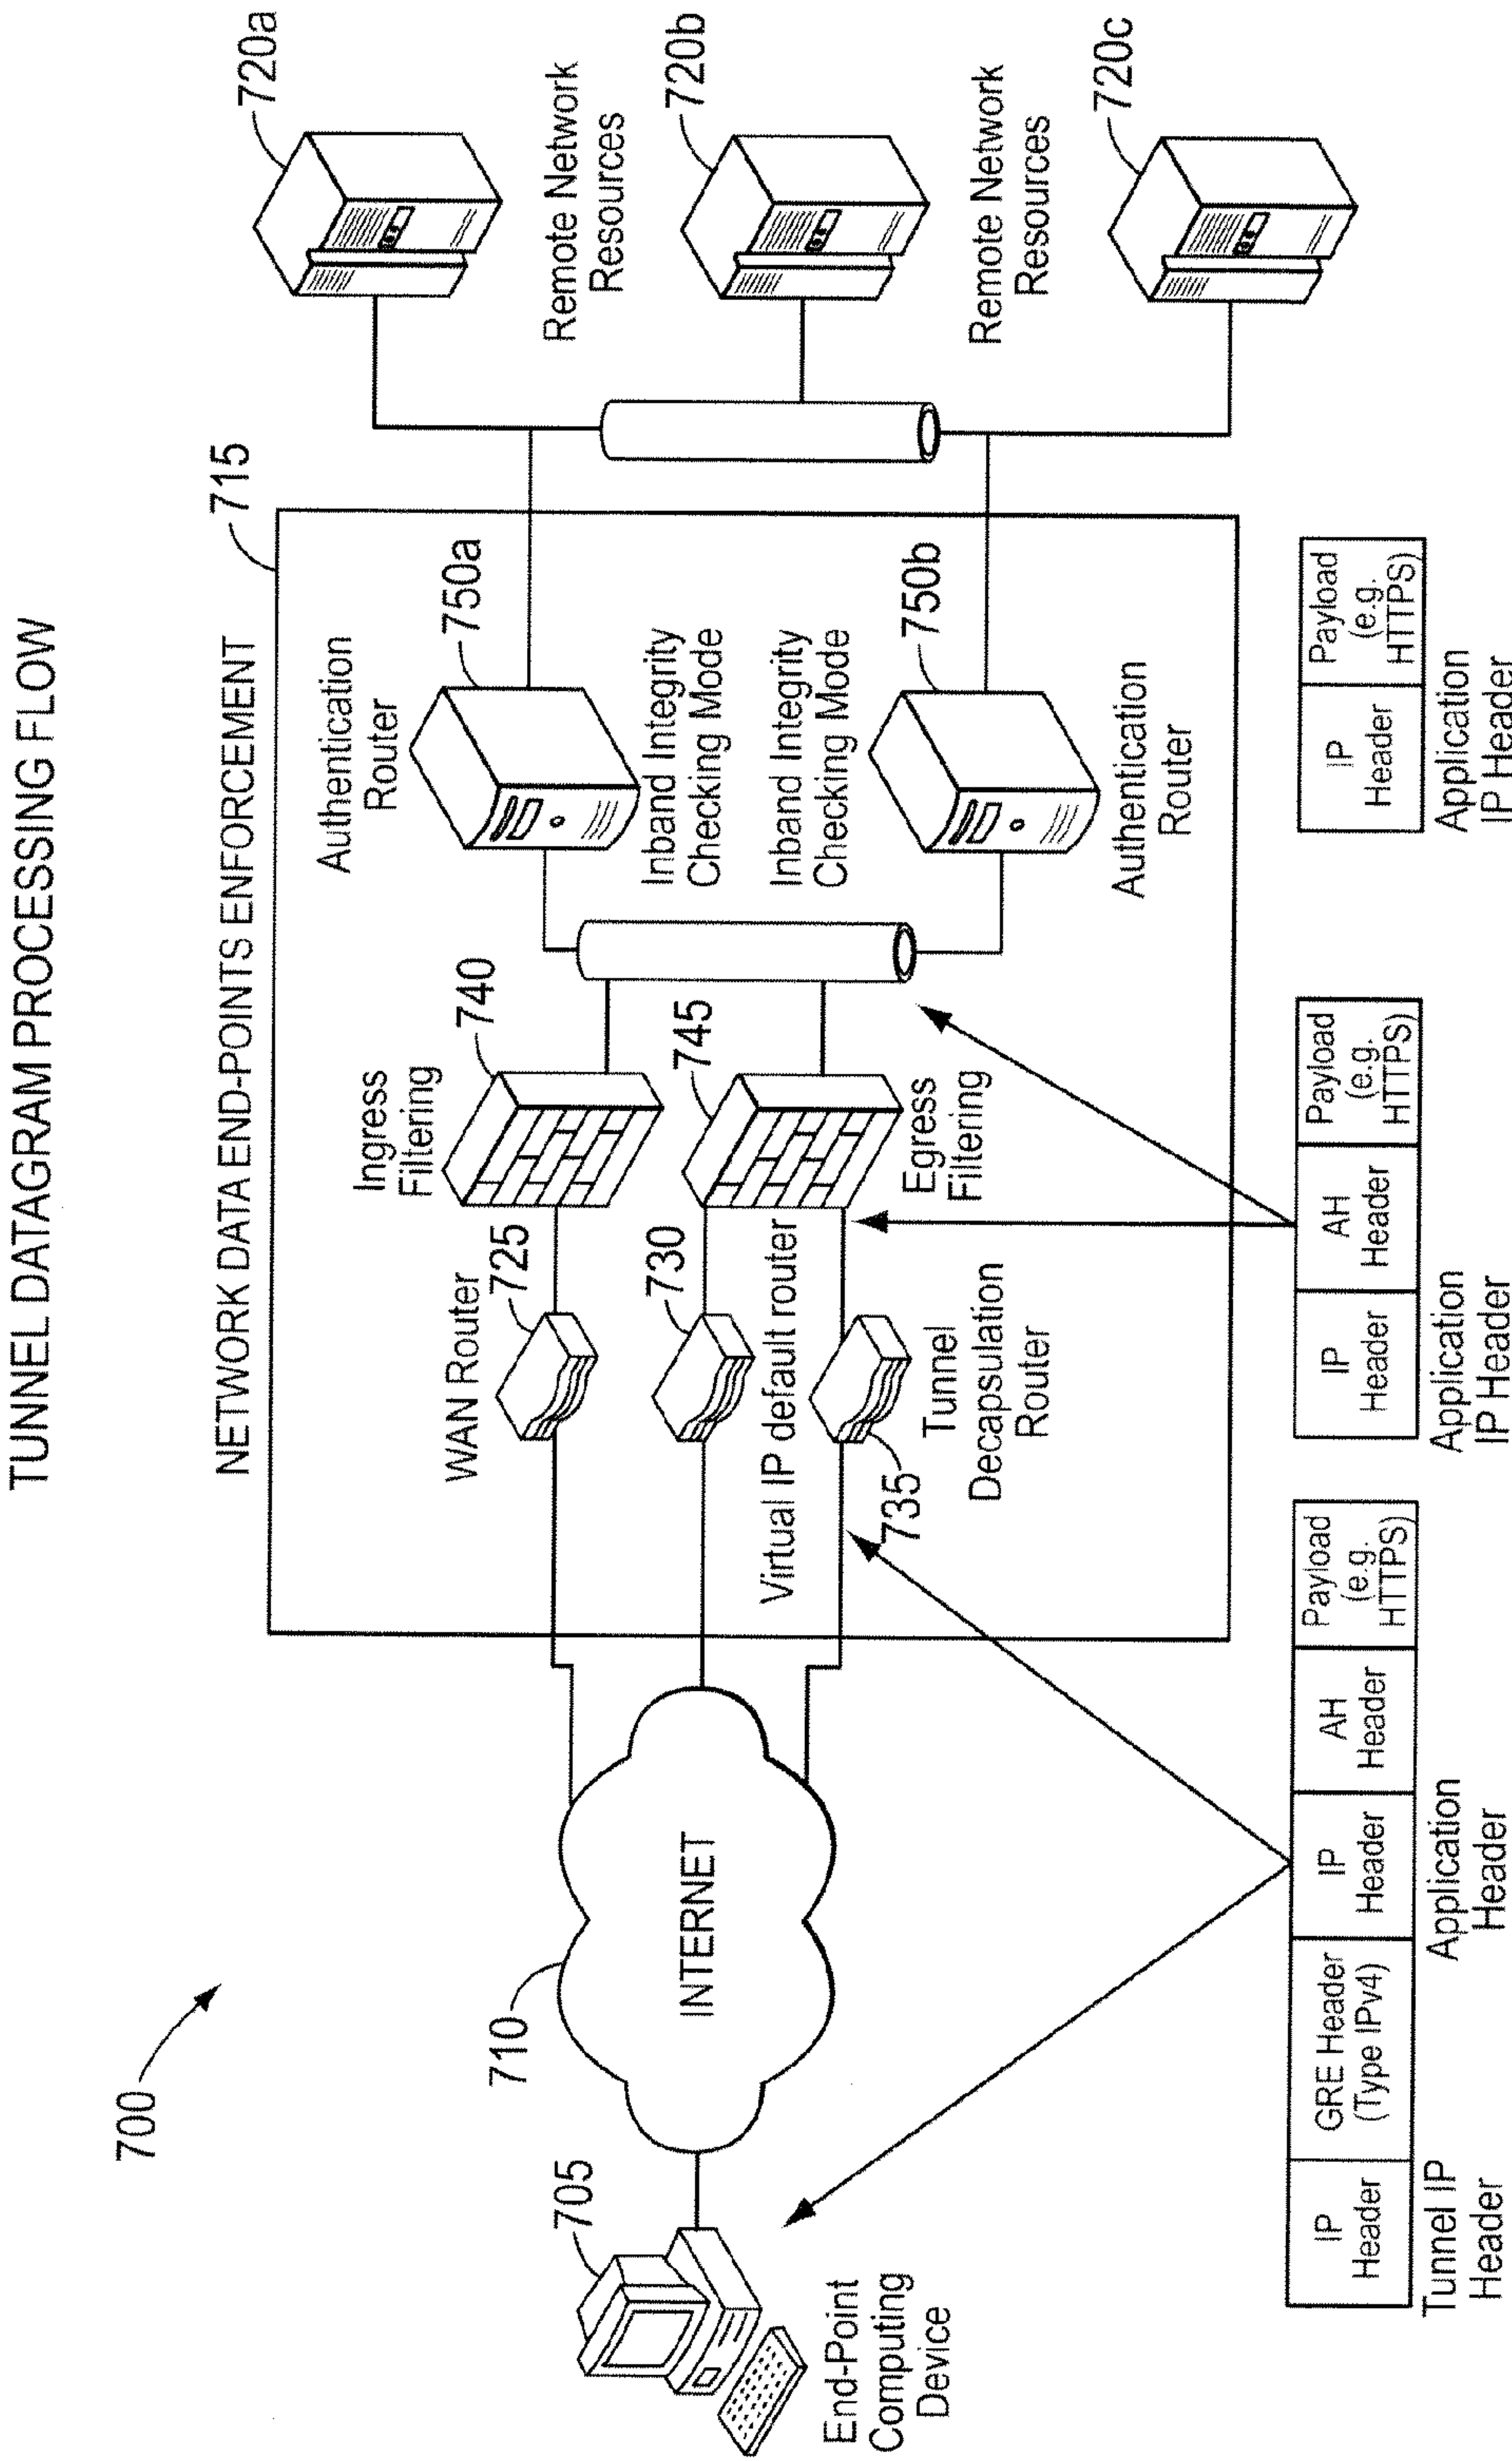 TUNNEL DATAGRAM PROCESSING FLOW
700
NETWORK DATA END-POINTS ENFORCEMENT
715
705
End-Point
Computing
Device
710
INTERNET
WAN Router
725
730
Virtual IP default router
735
Tunnel
Decapsulation
Router
Ingress
Filtering
740
745
Egress
Filtering
Authentication
Router
750a
Inband Integrity
Checking Mode
Inband Integrity
Checking Mode
750b
Authentication
Router
720a
Remote Network
Resources
720b
Remote Network
Resources
720c
IP
Header
GRE Header
(Type IPv4)
IP
Header
AH
Header
Payload
(e.g.
HTTPS)
Tunnel IP
Header
Application
Header
IP
Header
AH
Header
Payload
(e.g.
HTTPS)
Application
IP Header
IP
Header
Payload
(e.g.
HTTPS)
Application
IP Header